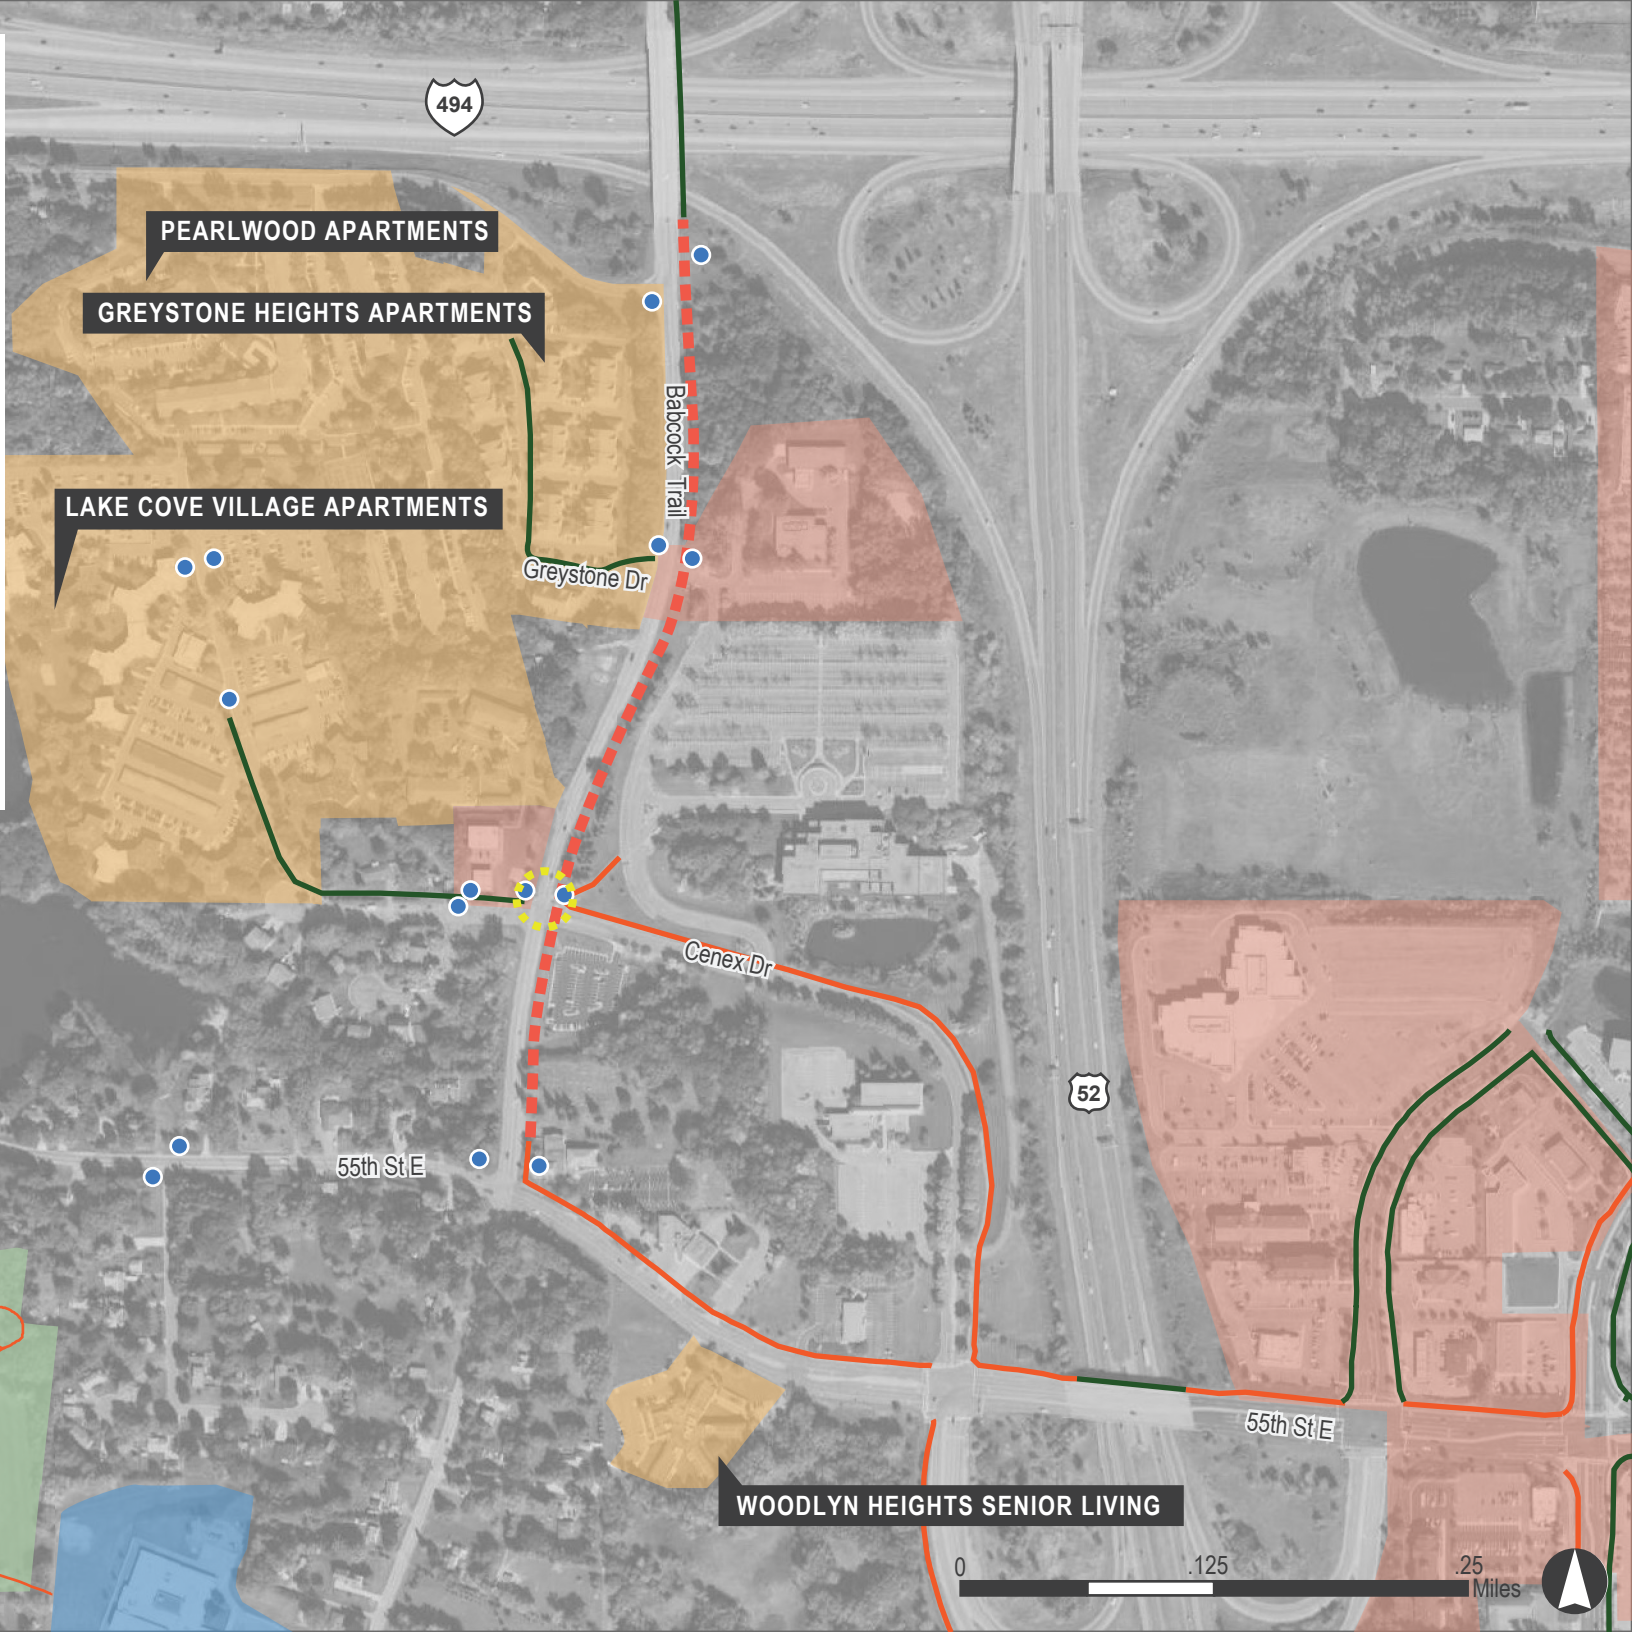 494
PEARLWOOD APARTMENTS
GREYSTONE HEIGHTS APARTMENTS
Babcock Trail
LAKE COVE VILLAGE APARTMENTS
Greystone Dr
Cenex Dr
52
55th St E
55th St E
WOODLYN HEIGHTS SENIOR LIVING
0 .125 .25
Miles